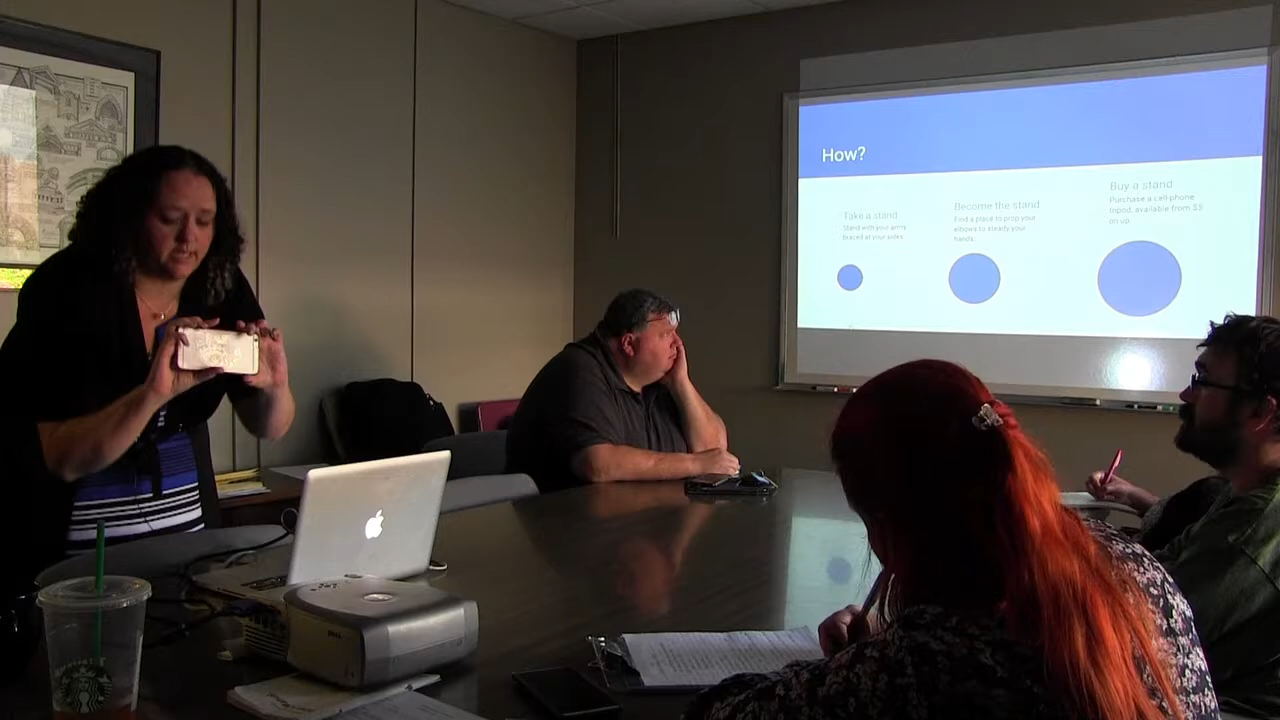 How?
Take a stand
Stand with your arms
braced at your sides.
Become the stand
Find a place to prop your
elbows to steady your
hands.
Buy a stand
Purchase a cell-phone
tripod, available from $5
on up.